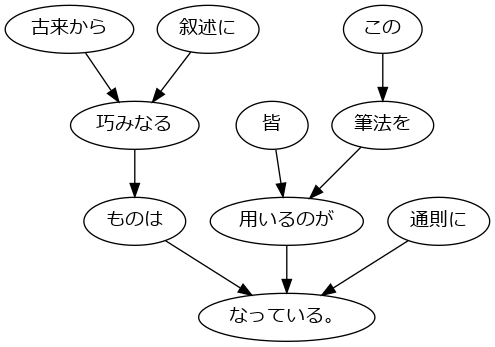 古来から 叙述に この
巧みなる 皆 筆法を
ものは 用いるのが 通則に
なっている。